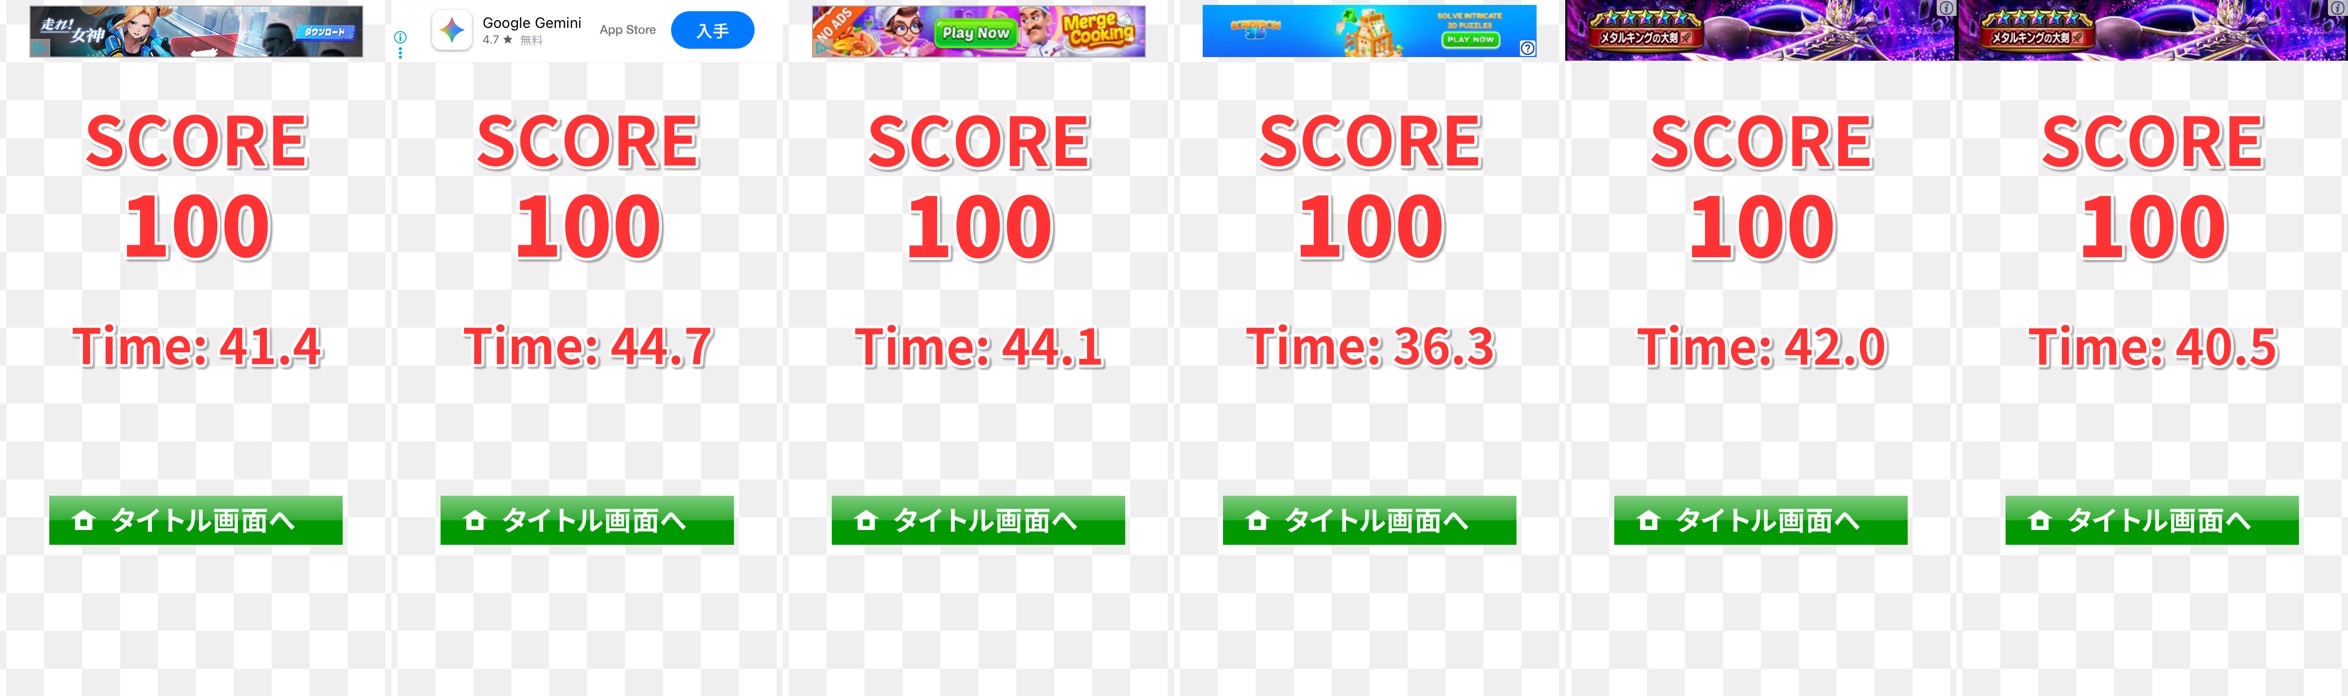 走れ!
女神
ダウンロード
SCORE
100
Time: 41.4
タイトル画面へ
Google Gemini
4.7 ★ 無料
App Store
入手
SCORE
100
Time: 44.7
タイトル画面へ
NO ADS
Play Now
Merge
Cooking
SCORE
100
Time: 44.1
タイトル画面へ
SOLVE INTRICATE
3D PUZZLES
PLAY NOW
SCORE
100
Time: 36.3
タイトル画面へ
メタルキングの大剣
SCORE
100
Time: 42.0
タイトル画面へ
メタルキングの大剣
SCORE
100
Time: 40.5
タイトル画面へ